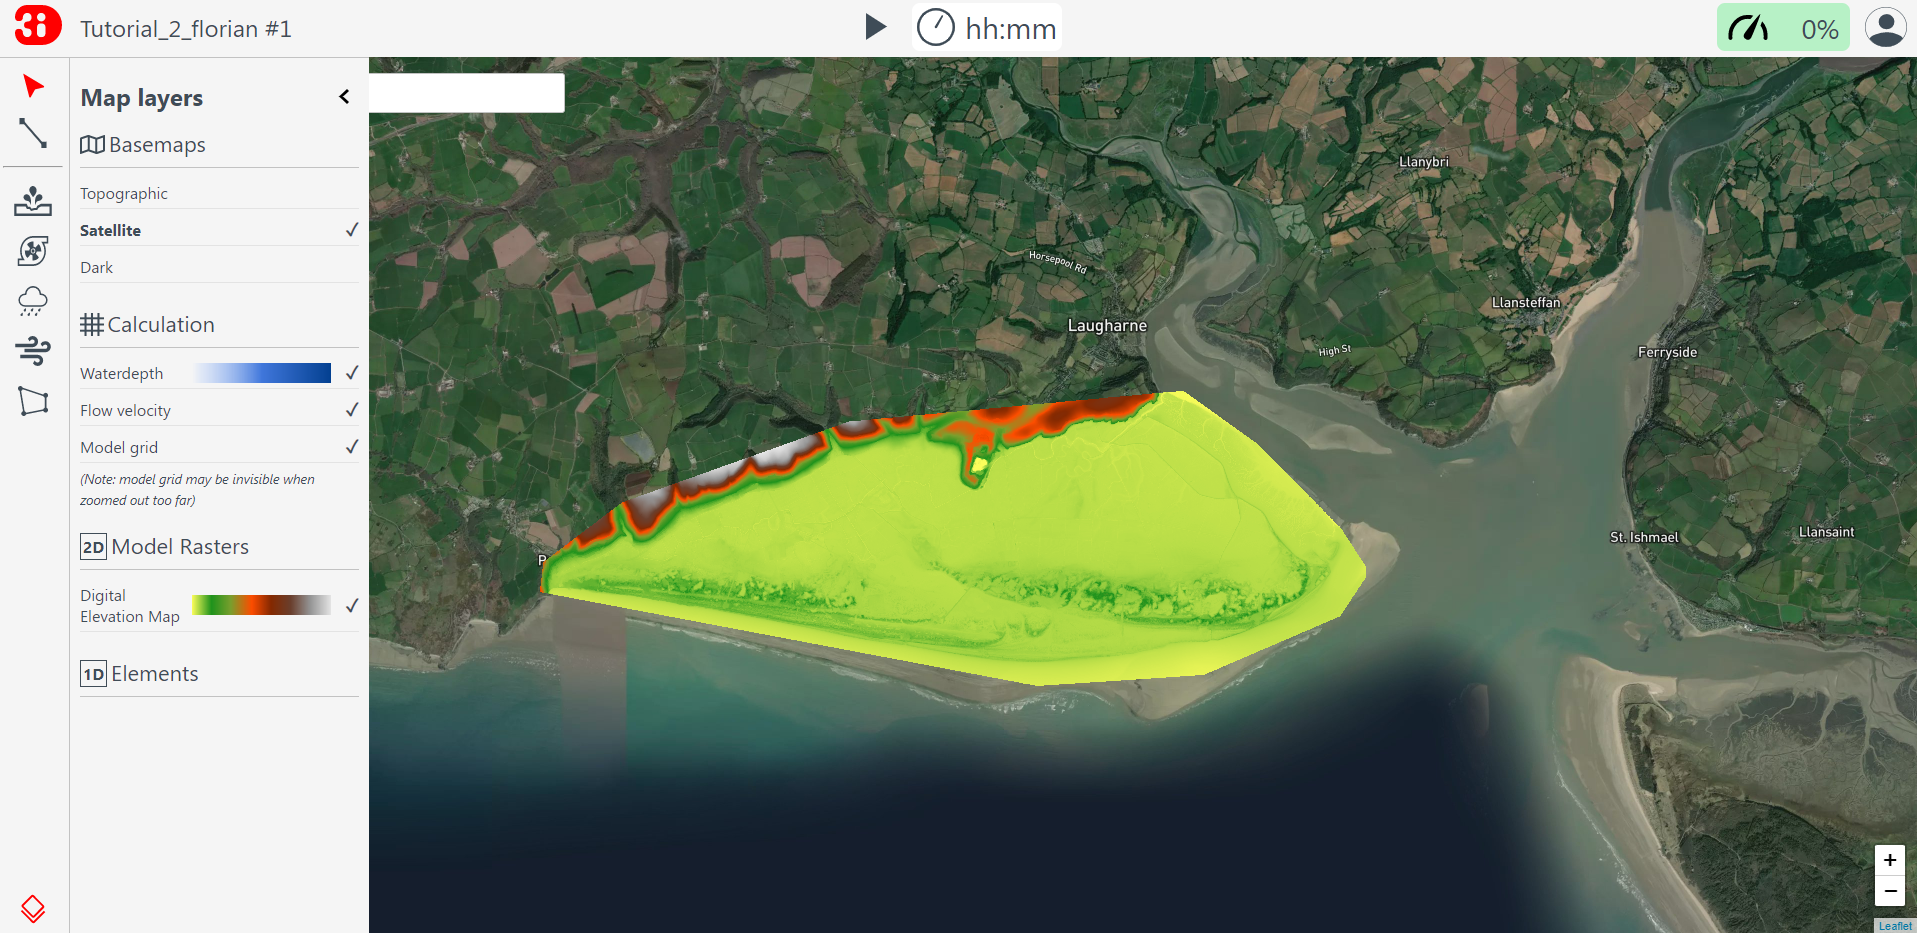 3i
Tutorial_2_florian #1
hh:mm
0%
Map layers
Basemaps
Topographic
Satellite
Dark
Calculation
Waterdepth
Flow velocity
Model grid
(Note: model grid may be invisible when
zoomed out too far)
2D Model Rasters
Digital
Elevation Map
1D Elements
Llanybri
Horsepool Rd
Llansteffan
Laugharne
High St
Ferryside
St. Ishmael
Llansaint
P
+
−
Leaflet